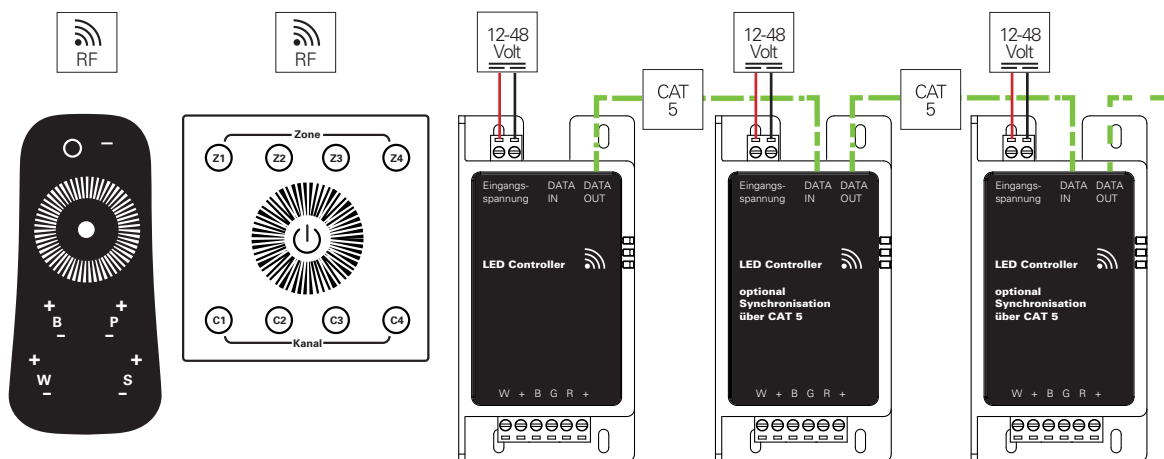 RF
RF
12-48
Volt
12-48
Volt
12-48
Volt
CAT
5
CAT
5
–
+ +
B P
– –
+ +
W S
– –
Zone
Z1 Z2 Z3 Z4
C1 C2 C3 C4
Kanal
Eingangs- DATA DATA
spannung IN OUT
LED Controller
W + B G R +
Eingangs- DATA DATA
spannung IN OUT
LED Controller
optional
Synchronisation
über CAT 5
W + B G R +
Eingangs- DATA DATA
spannung IN OUT
LED Controller
optional
Synchronisation
über CAT 5
W + B G R +